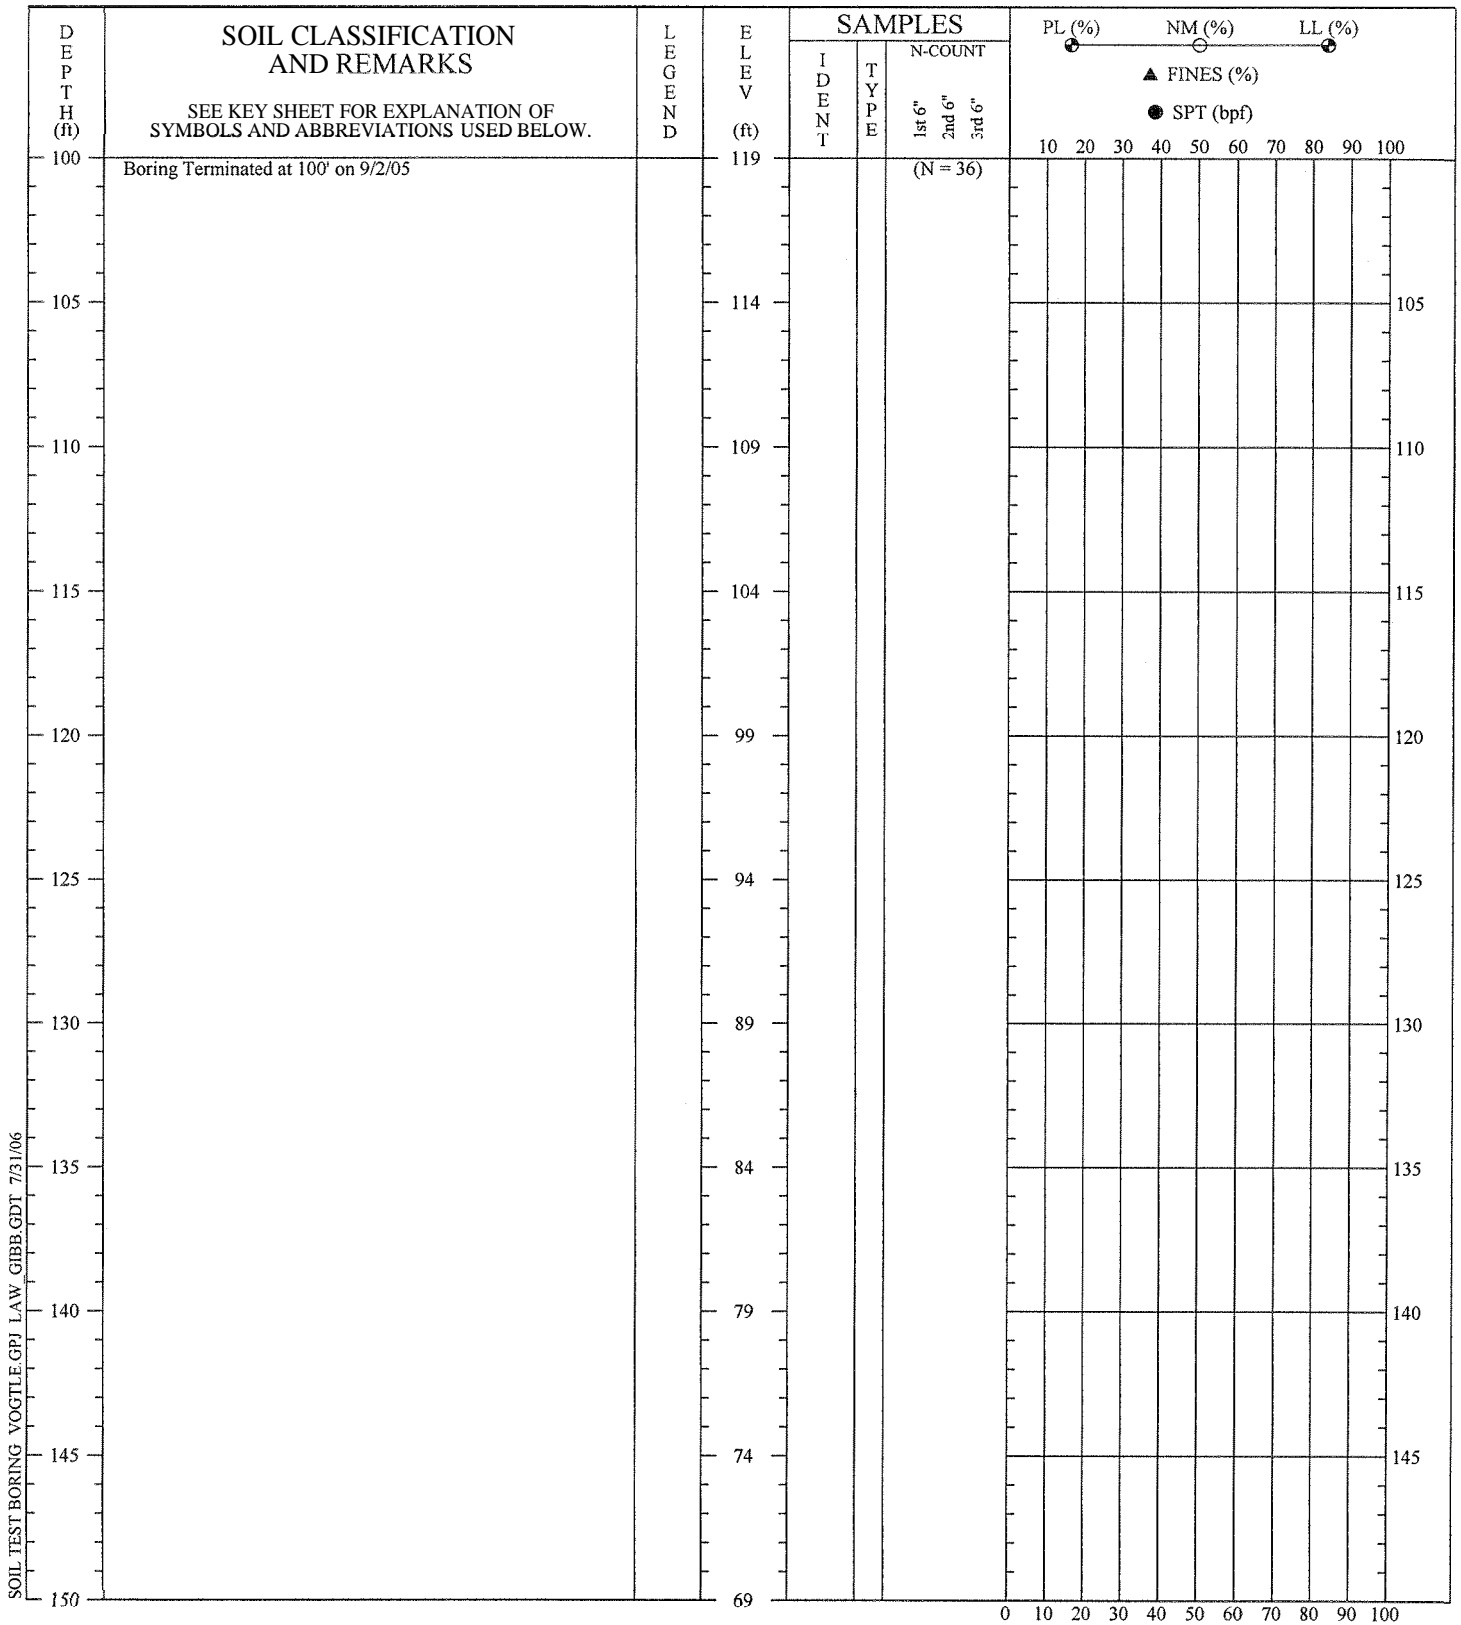 DEPTH (ft)
SOIL CLASSIFICATION
AND REMARKS
SEE KEY SHEET FOR EXPLANATION OF
SYMBOLS AND ABBREVIATIONS USED BELOW.
LEGEND
ELEV (ft)
SAMPLES
IDENT
TYPE
N-COUNT
1st 6"
2nd 6"
3rd 6"
PL (%) NM (%) LL (%)
▲ FINES (%)
● SPT (bpf)
10 20 30 40 50 60 70 80 90 100
100 119
Boring Terminated at 100' on 9/2/05 (N = 36)
105 114 105
110 109 110
115 104 115
120 99 120
125 94 125
130 89 130
135 84 135
140 79 140
145 74 145
150 69
0 10 20 30 40 50 60 70 80 90 100
SOIL TEST BORING VOGTLE.GPJ LAW_GIBB.GDT 7/31/06